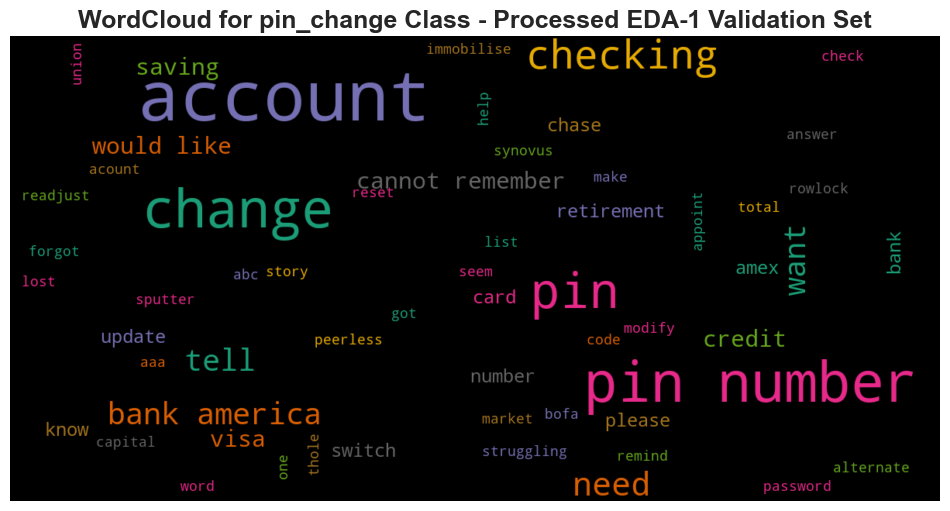 WordCloud for pin_change Class - Processed EDA-1 Validation Set
union
saving
immobilise
checking
check
account
help
chase
answer
would like
synovus
acount
cannot remember
make
rowlock
readjust
reset
change
retirement
appoint
total
want
bank
forgot
list
abc
story
seem
amex
lost
sputter
card
pin
got
update
peerless
code
modify
credit
aaa
tell
number
pin number
bank america
know
capital
visa
market
bofa
please
switch
struggling
one
thole
remind
alternate
word
need
password